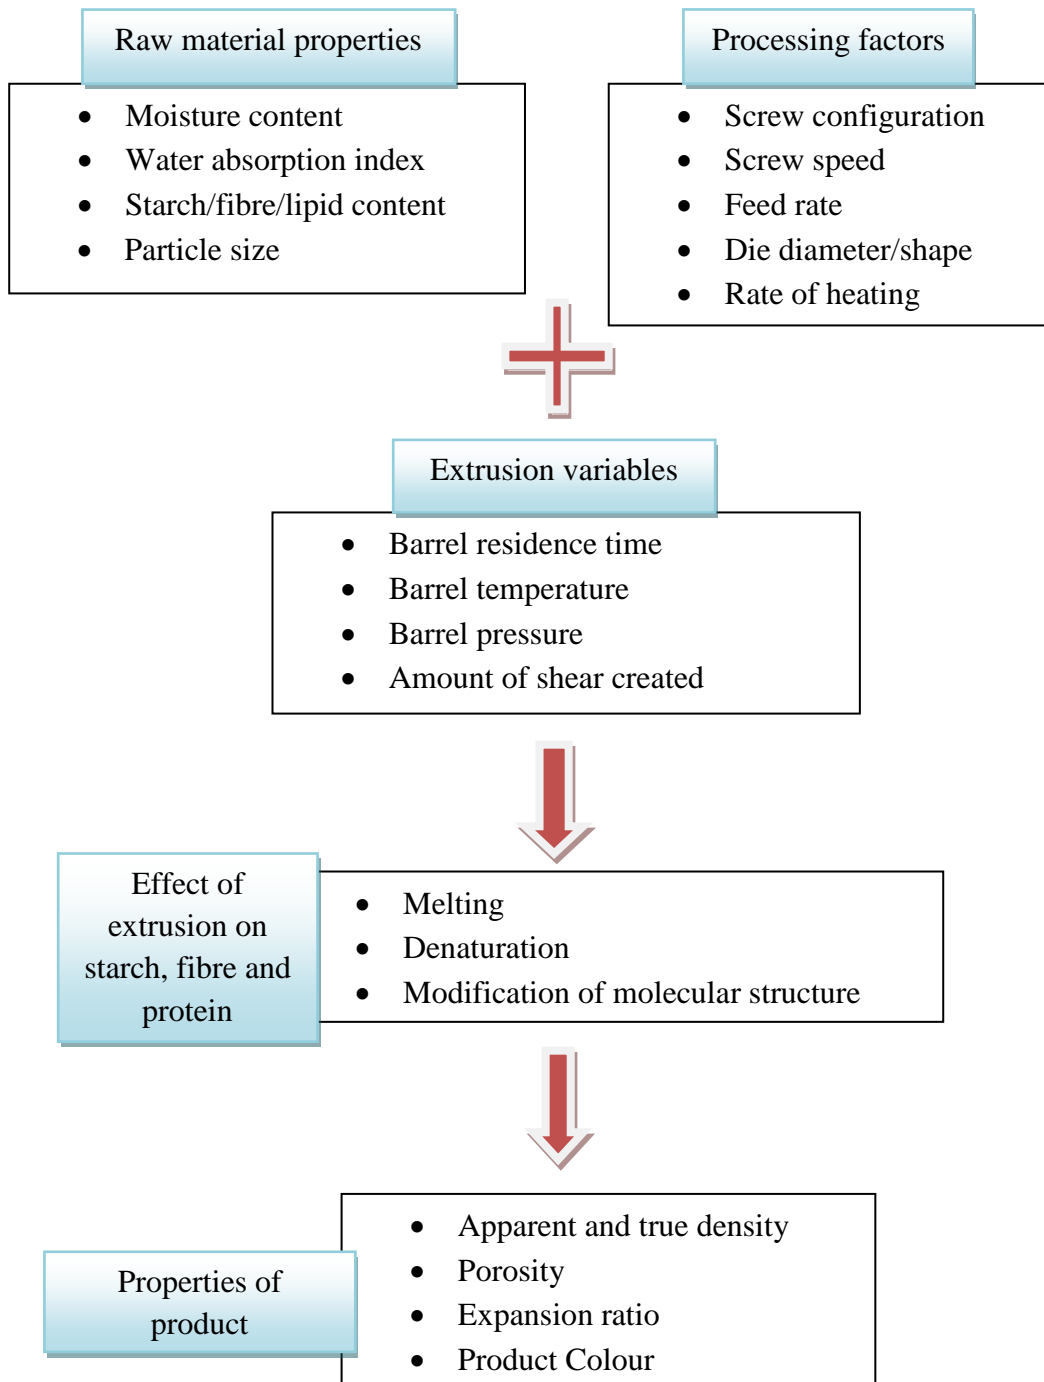 Raw material properties
• Moisture content
• Water absorption index
• Starch/fibre/lipid content
• Particle size
Processing factors
• Screw configuration
• Screw speed
• Feed rate
• Die diameter/shape
• Rate of heating
Extrusion variables
• Barrel residence time
• Barrel temperature
• Barrel pressure
• Amount of shear created
Effect of
extrusion on
starch, fibre and
protein
• Melting
• Denaturation
• Modification of molecular structure
Properties of
product
• Apparent and true density
• Porosity
• Expansion ratio
• Product Colour